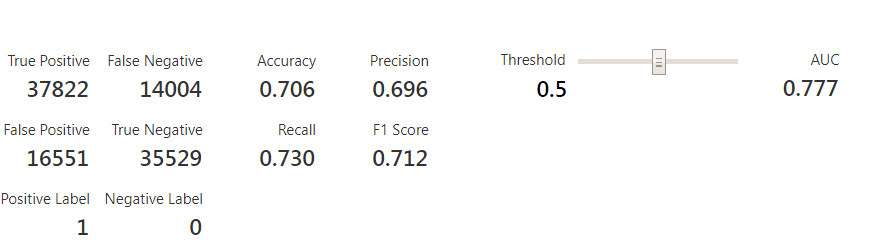 True Positive False Negative Accuracy Precision Threshold AUC
37822 14004 0.706 0.696 0.5 0.777
False Positive True Negative Recall F1 Score
16551 35529 0.730 0.712
Positive Label Negative Label
1 0